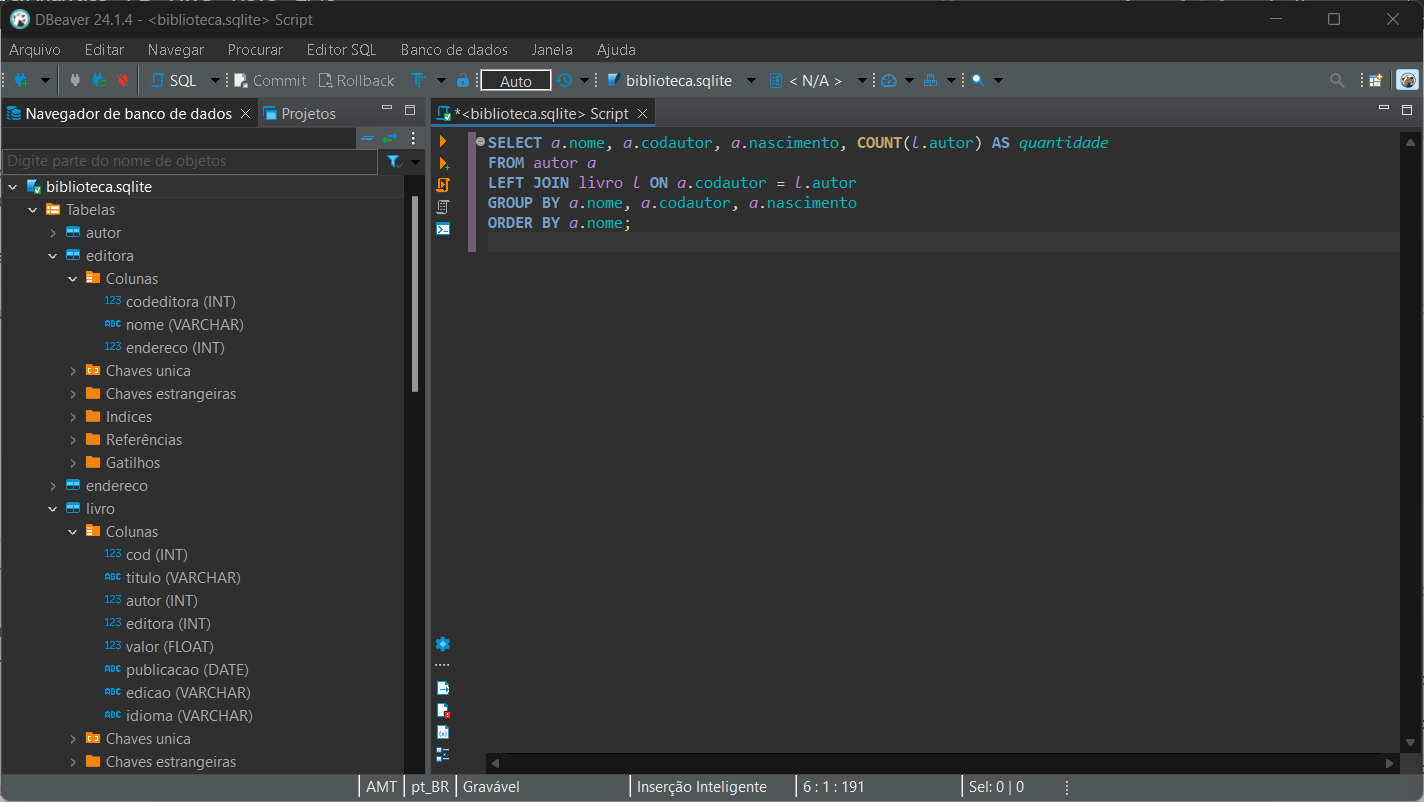 DBeaver 24.1.4 - <biblioteca.sqlite> Script
Arquivo Editar Navegar Procurar Editor SQL Banco de dados Janela Ajuda
SQL Commit Rollback Auto biblioteca.sqlite < N/A >
Navegador de banco de dados Projetos
*<biblioteca.sqlite> Script
Digite parte do nome de objetos
biblioteca.sqlite
Tabelas
autor
editora
Colunas
123 codeditora (INT)
ABC nome (VARCHAR)
123 endereco (INT)
Chaves unica
Chaves estrangeiras
Indices
Referências
Gatilhos
endereco
livro
Colunas
123 cod (INT)
ABC titulo (VARCHAR)
123 autor (INT)
123 editora (INT)
123 valor (FLOAT)
ABC publicacao (DATE)
ABC edicao (VARCHAR)
ABC idioma (VARCHAR)
Chaves unica
Chaves estrangeiras
SELECT a.nome, a.codautor, a.nascimento, COUNT(l.autor) AS quantidade
FROM autor a
LEFT JOIN livro l ON a.codautor = l.autor
GROUP BY a.nome, a.codautor, a.nascimento
ORDER BY a.nome;
AMT pt_BR Gravável Inserção Inteligente 6 : 1 : 191 Sel: 0 | 0